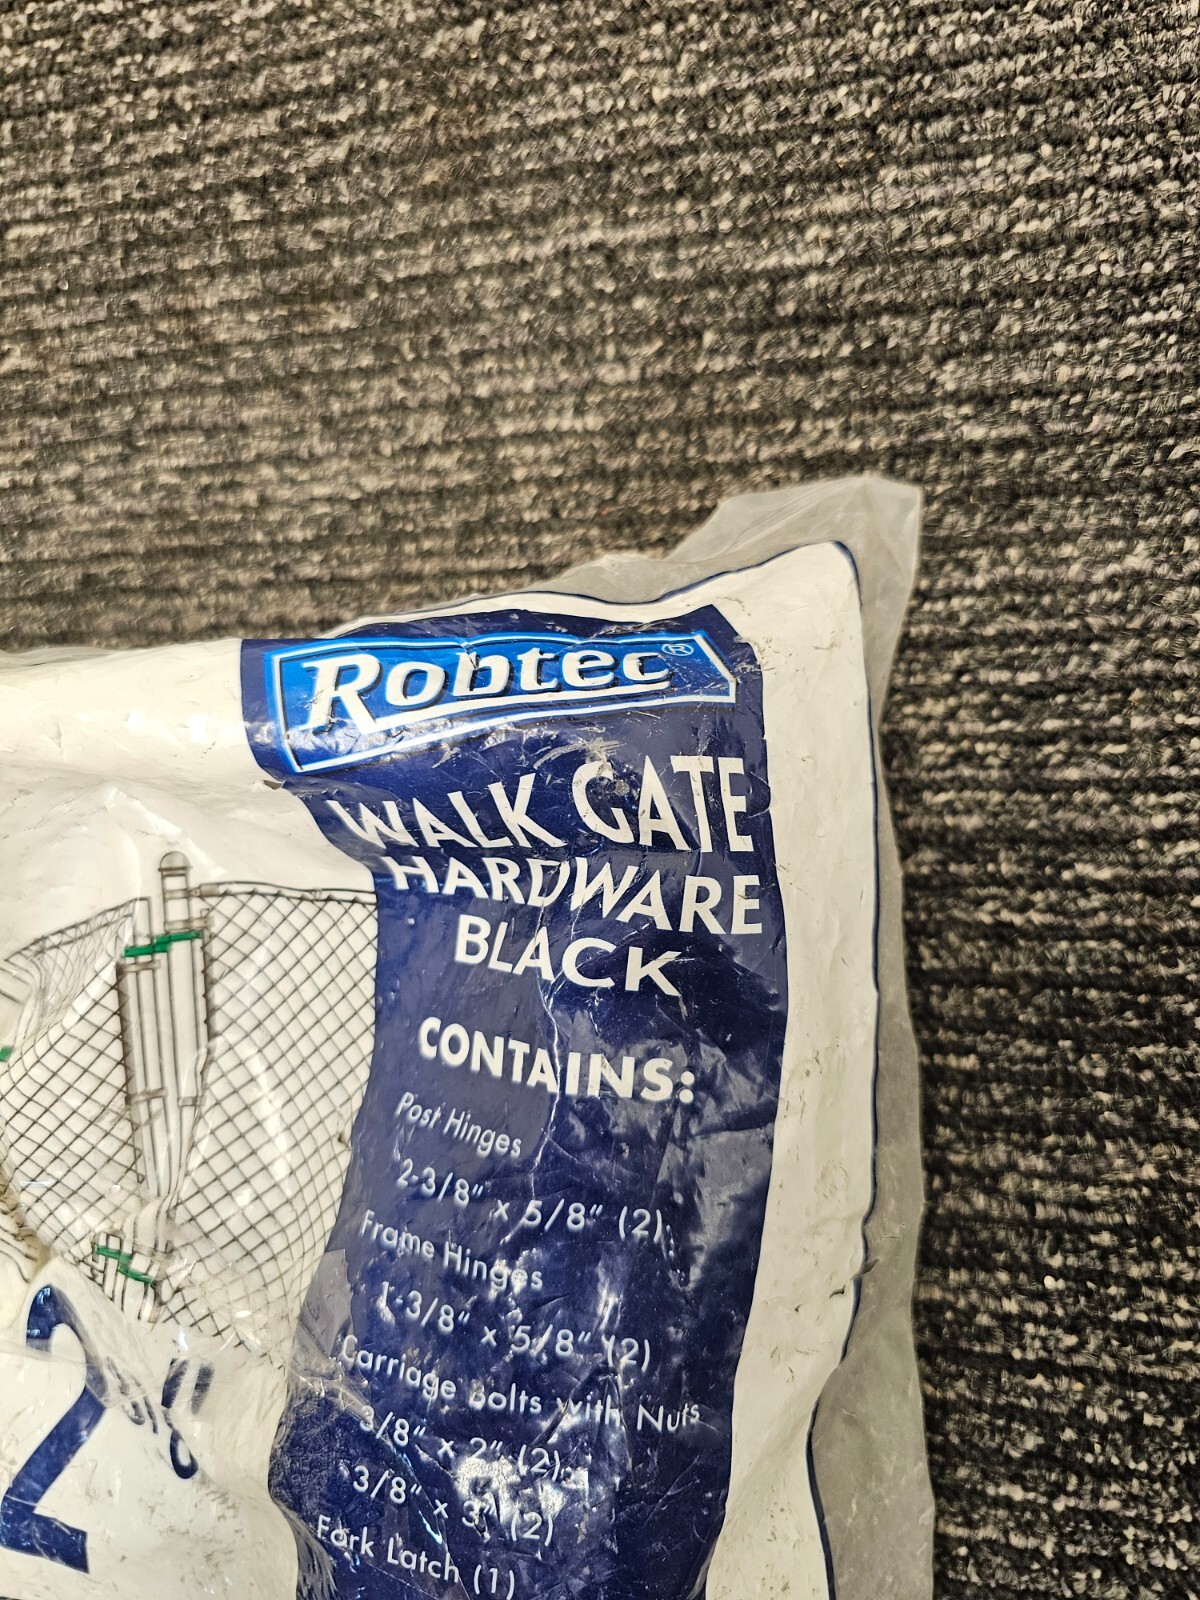 Robtec®
WALK GATE
HARDWARE
BLACK
CONTAINS:
Post Hinges
2-3/8" x 5/8" (2)
Frame Hinges
1-3/8" x 5/8" (2)
Carriage Bolts with Nuts
3/8" x 2" (2)
3/8" x 3" (2)
Fork Latch (1)
2